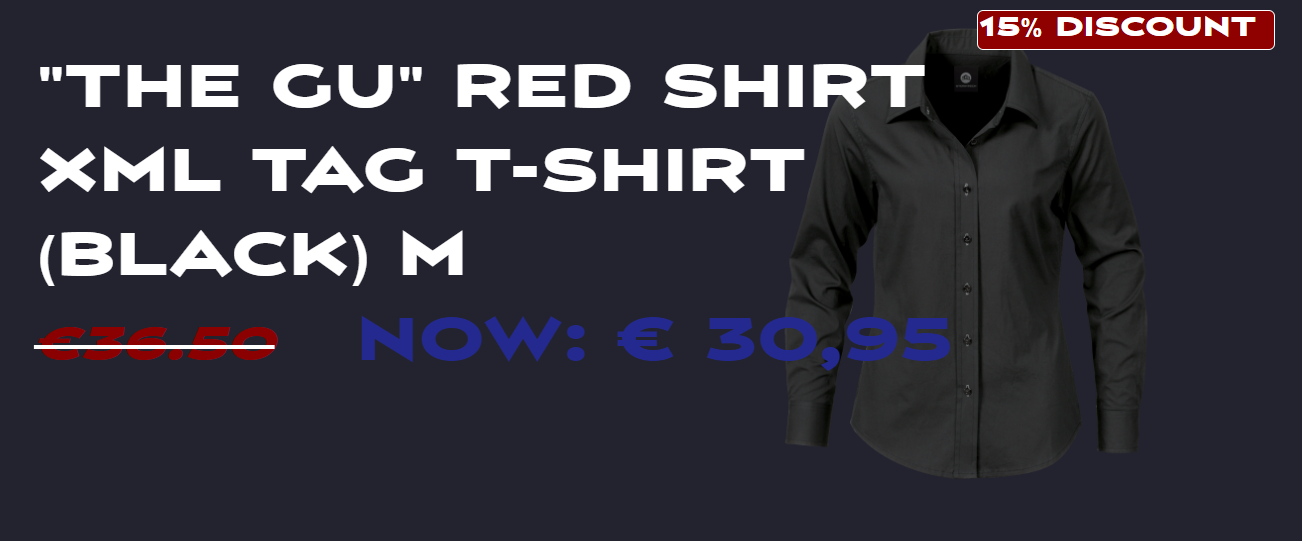 15% DISCOUNT
"THE GU" RED SHIRT
XML TAG T-SHIRT
(BLACK) M
€36.50 NOW: € 30,95